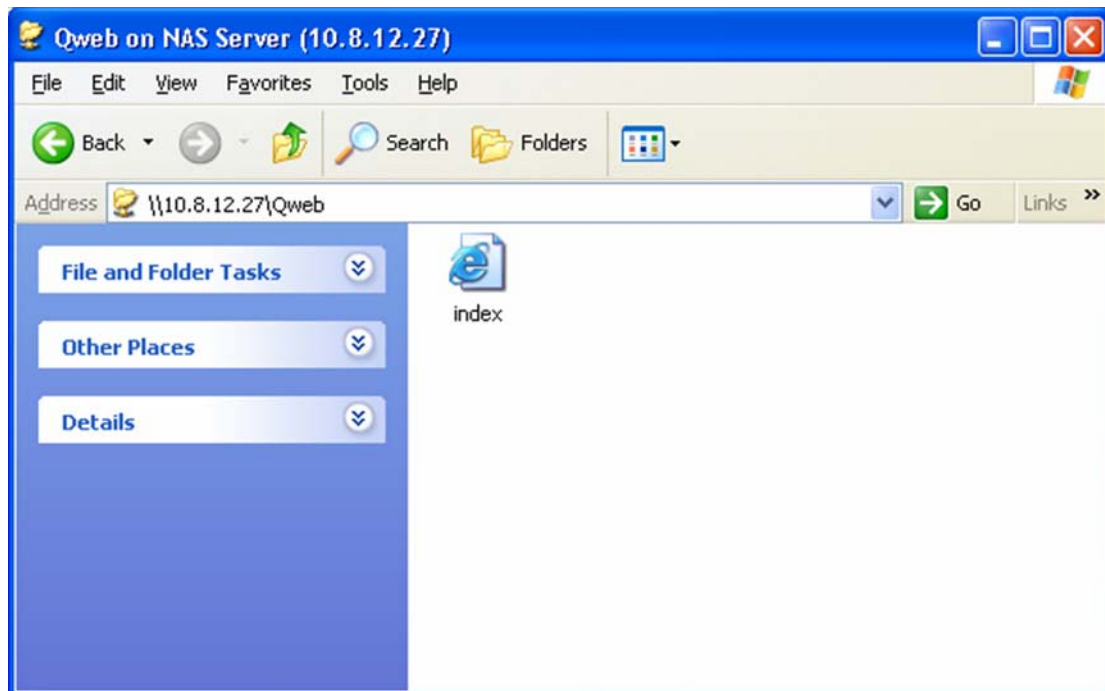 Qweb on NAS Server (10.8.12.27)
File Edit View Favorites Tools Help
Back Search Folders
Address \\10.8.12.27\Qweb Go Links »
File and Folder Tasks
index
Other Places
Details